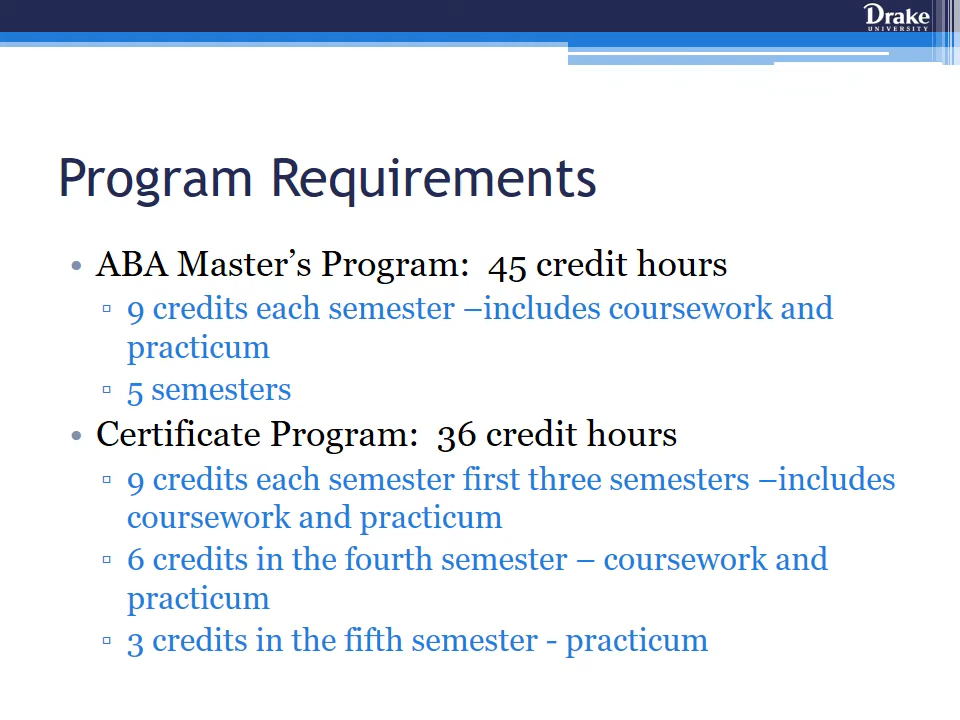 Drake
UNIVERSITY
Program Requirements
• ABA Master’s Program:  45 credit hours
▫ 9 credits each semester –includes coursework and
practicum
▫ 5 semesters
• Certificate Program:  36 credit hours
▫ 9 credits each semester first three semesters –includes
coursework and practicum
▫ 6 credits in the fourth semester – coursework and
practicum
▫ 3 credits in the fifth semester - practicum